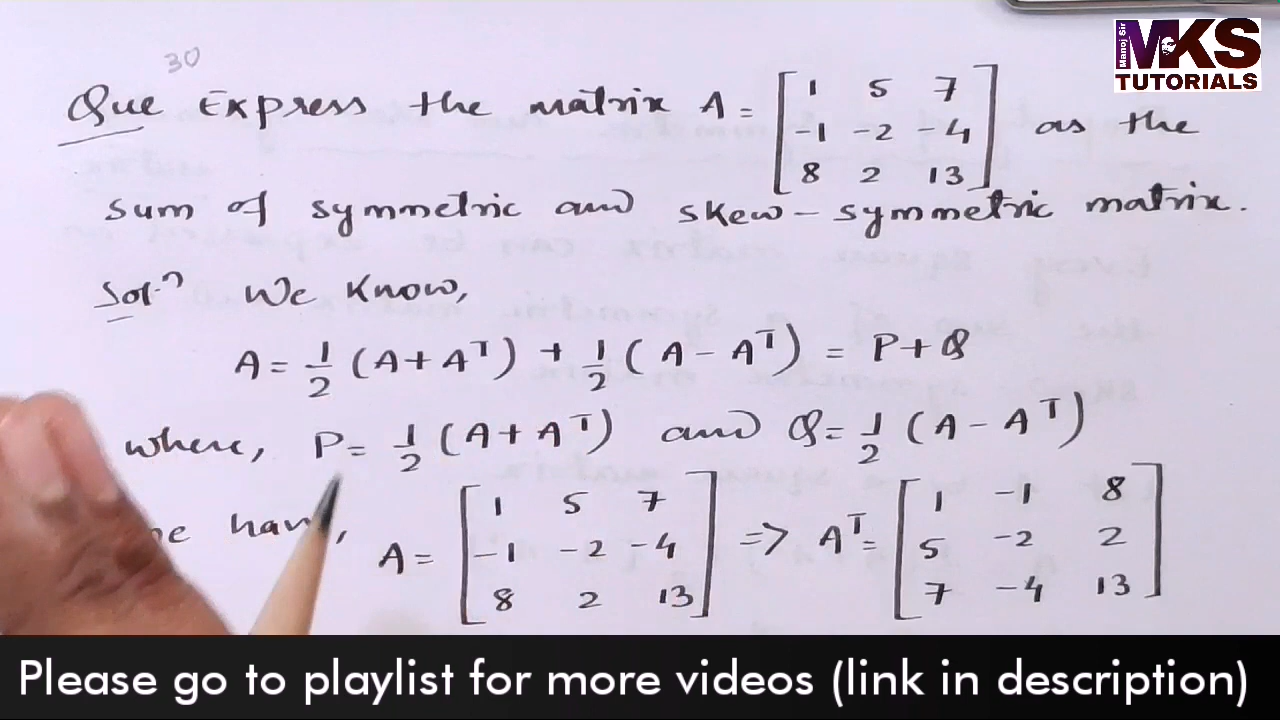 30
Manoj Sir
MKS
TUTORIALS
Que Express the matrix A = [1 5 7
-1 -2 -4
8 2 13] as the
sum of symmetric and skew-symmetric matrix.
Solⁿ We know,
A = 1/2 (A + Aᵀ) + 1/2 (A - Aᵀ) = P + Q
where, P = 1/2 (A + Aᵀ) and Q = 1/2 (A - Aᵀ)
A = [1 5 7
-1 -2 -4
8 2 13] => Aᵀ = [1 -1 8
5 -2 2
7 -4 13]
Please go to playlist for more videos (link in description)